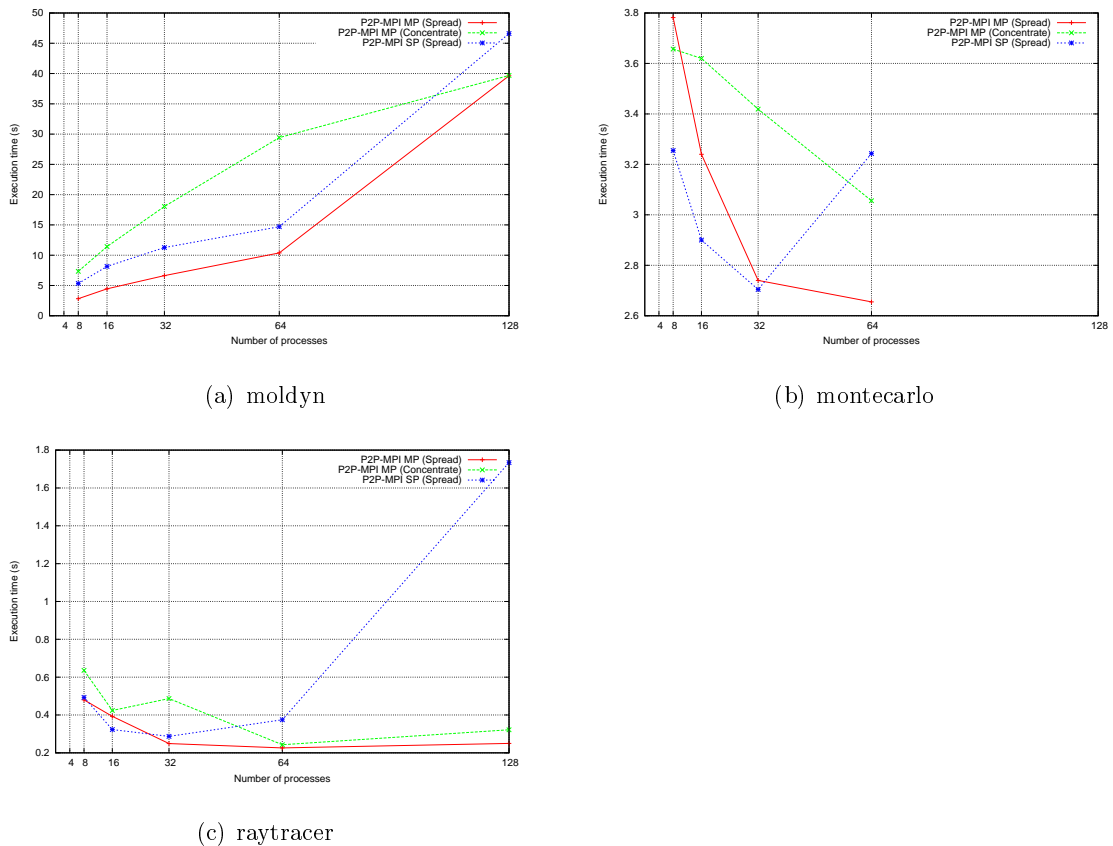 50
45
40
35
30
25
20
15
10
5
0
4 8 16 32 64 128
Execution time (s)
Number of processes
P2P-MPI MP (Spread)
P2P-MPI MP (Concentrate)
P2P-MPI SP (Spread)
(a) moldyn
3.8
3.6
3.4
3.2
3
2.8
2.6
4 8 16 32 64 128
Execution time (s)
Number of processes
P2P-MPI MP (Spread)
P2P-MPI MP (Concentrate)
P2P-MPI SP (Spread)
(b) montecarlo
1.8
1.6
1.4
1.2
1
0.8
0.6
0.4
0.2
4 8 16 32 64 128
Execution time (s)
Number of processes
P2P-MPI MP (Spread)
P2P-MPI MP (Concentrate)
P2P-MPI SP (Spread)
(c) raytracer